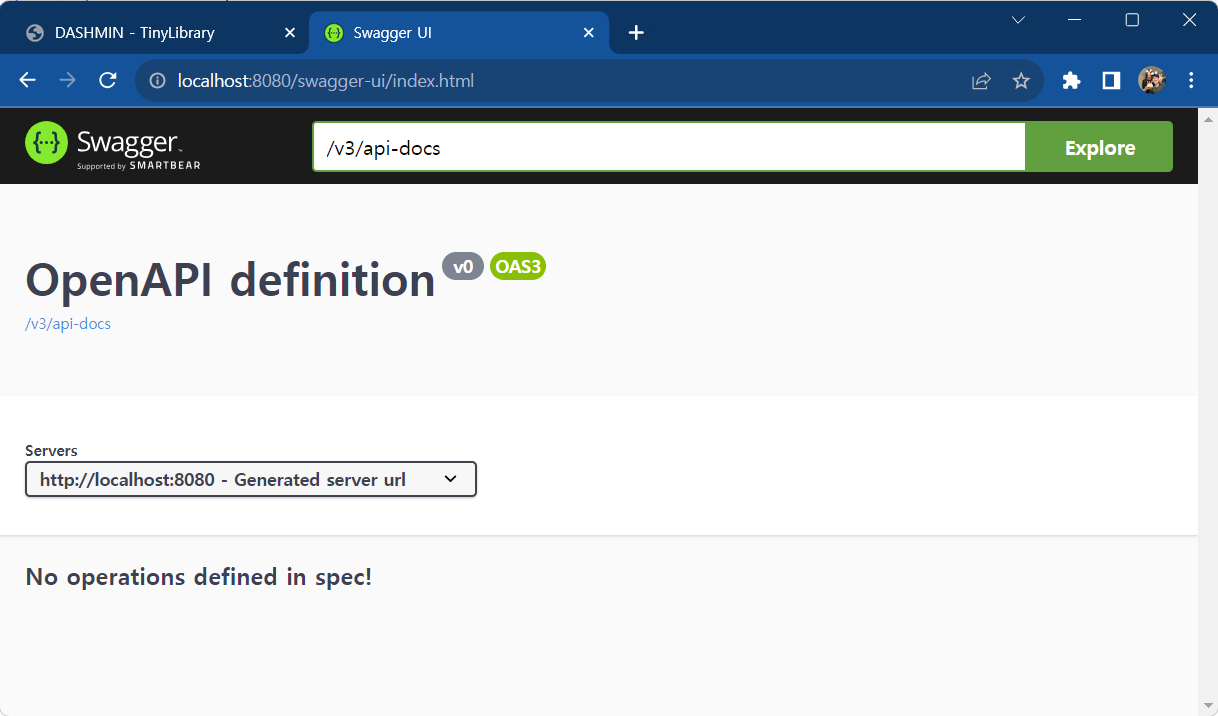 DASHMIN - TinyLibrary
Swagger UI
localhost:8080/swagger-ui/index.html
Swagger™
Supported by SMARTBEAR
/v3/api-docs
Explore
OpenAPI definition v0 OAS3
/v3/api-docs
Servers
http://localhost:8080 - Generated server url
No operations defined in spec!